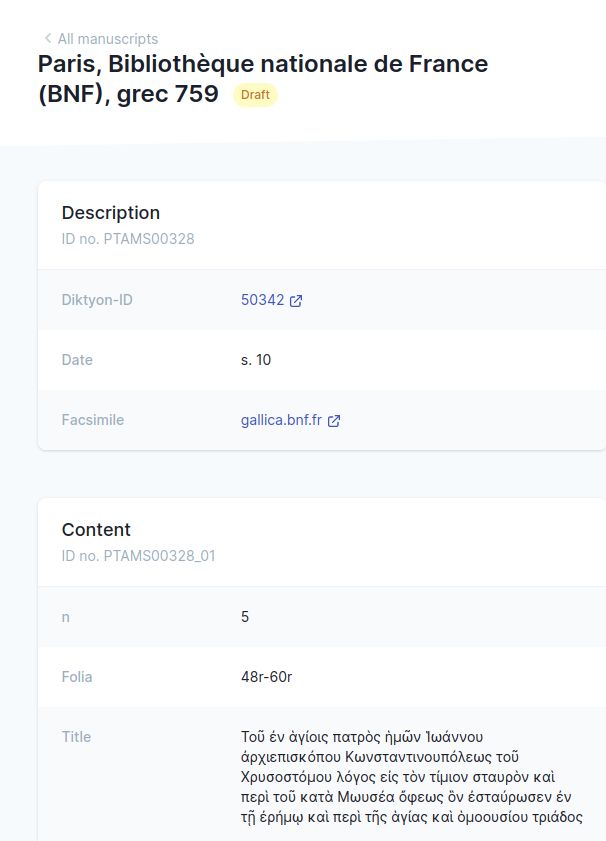 All manuscripts
Paris, Bibliothèque nationale de France
(BNF), grec 759 Draft
Description
ID no. PTAMS00328
Diktyon-ID 50342
Date s. 10
Facsimile gallica.bnf.fr
Content
ID no. PTAMS00328_01
n 5
Folia 48r-60r
Title Τοῦ ἐν ἁγίοις πατρὸς ἡμῶν Ἰωάννου
ἀρχιεπισκόπου Κωνσταντινουπόλεως τοῦ
Χρυσοστόμου λόγος εἰς τὸν τίμιον σταυρὸν καὶ
περὶ τοῦ κατὰ Μωυσέα ὄφεως ὃν ἐσταύρωσεν ἐν
τῇ ἐρήμῳ καὶ περὶ τῆς ἁγίας καὶ ὁμοουσίου τριάδος